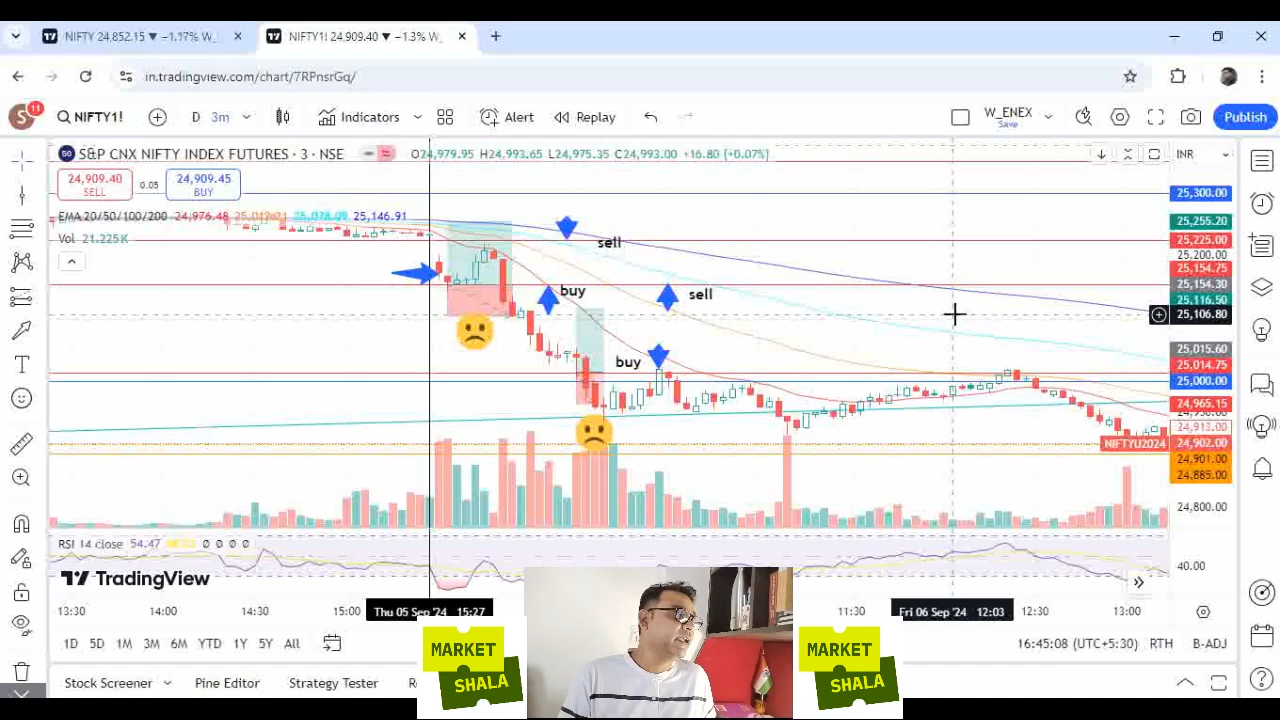 NIFTY 24,852.15 ▼ −1.17% W_
NIFTY1! 24,909.40 ▼ −1.3% W_
in.tradingview.com/chart/7RPnsrGq/
S 11 NIFTY1! D 3m Indicators Alert Replay W_ENEX Save Publish
50 S&P CNX NIFTY INDEX FUTURES · 3 · NSE O24,979.95 H24,993.65 L24,975.35 C24,993.00 +16.80 (+0.07%) INR
24,909.40 SELL 0.05 24,909.45 BUY
EMA 20/50/100/200 24,976.48 25,078.09 25,146.91
Vol 21.225K
sell
buy
sell
buy
25,300.00
25,255.20
25,225.00
25,200.00
25,154.75
25,154.30
25,116.50
25,106.80
25,015.60
25,014.75
25,000.00
24,965.15
24,913.00
NIFTYU2024 24,902.00
24,901.00
24,885.00
24,800.00
RSI 14 close 54.47 Ø Ø Ø Ø
40.00
TradingView
13:30 14:00 14:30 15:00 Thu 05 Sep '24 15:27 11:30 Fri 06 Sep '24 12:03 12:30 13:00
1D 5D 1M 3M 6M YTD 1Y 5Y All 16:45:08 (UTC+5:30) RTH B-ADJ
Stock Screener Pine Editor Strategy Tester
MARKET
SHALA
MARKET
SHALA